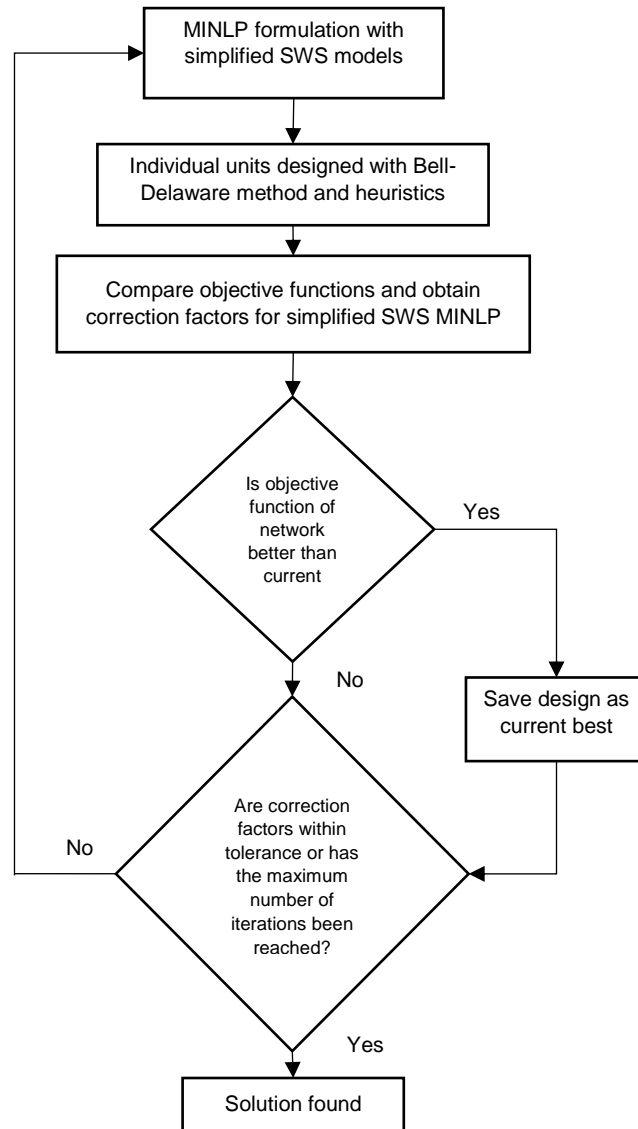 MINLP formulation with
simplified SWS models
Individual units designed with Bell-
Delaware method and heuristics
Compare objective functions and obtain
correction factors for simplified SWS MINLP
Is objective
function of
network
better than
current
Yes
No
Save design as
current best
Are correction
factors within
tolerance or has
the maximum
number of
iterations been
reached?
No
Yes
Solution found